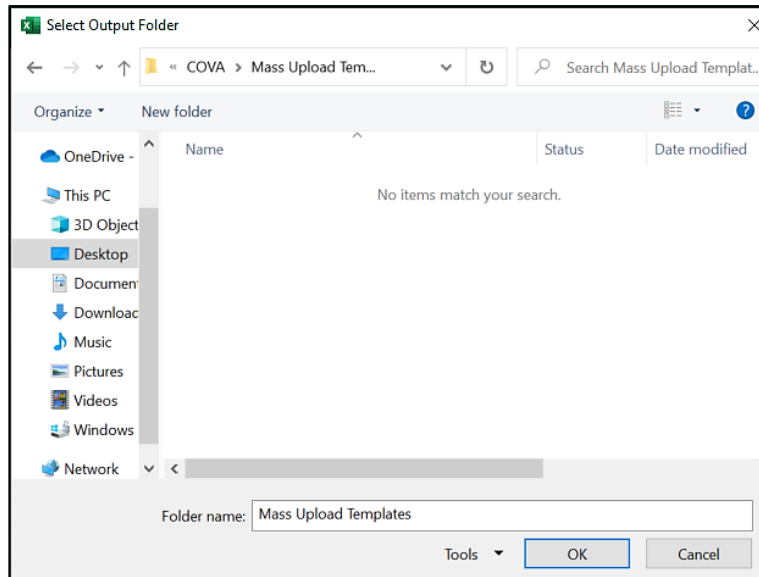 Select Output Folder
« COVA > Mass Upload Tem...
Search Mass Upload Templat...
Organize
New folder
Name
Status
Date modified
No items match your search.
OneDrive -
This PC
3D Object
Desktop
Documen
Downloac
Music
Pictures
Videos
Windows
Network
Folder name: Mass Upload Templates
Tools
OK
Cancel